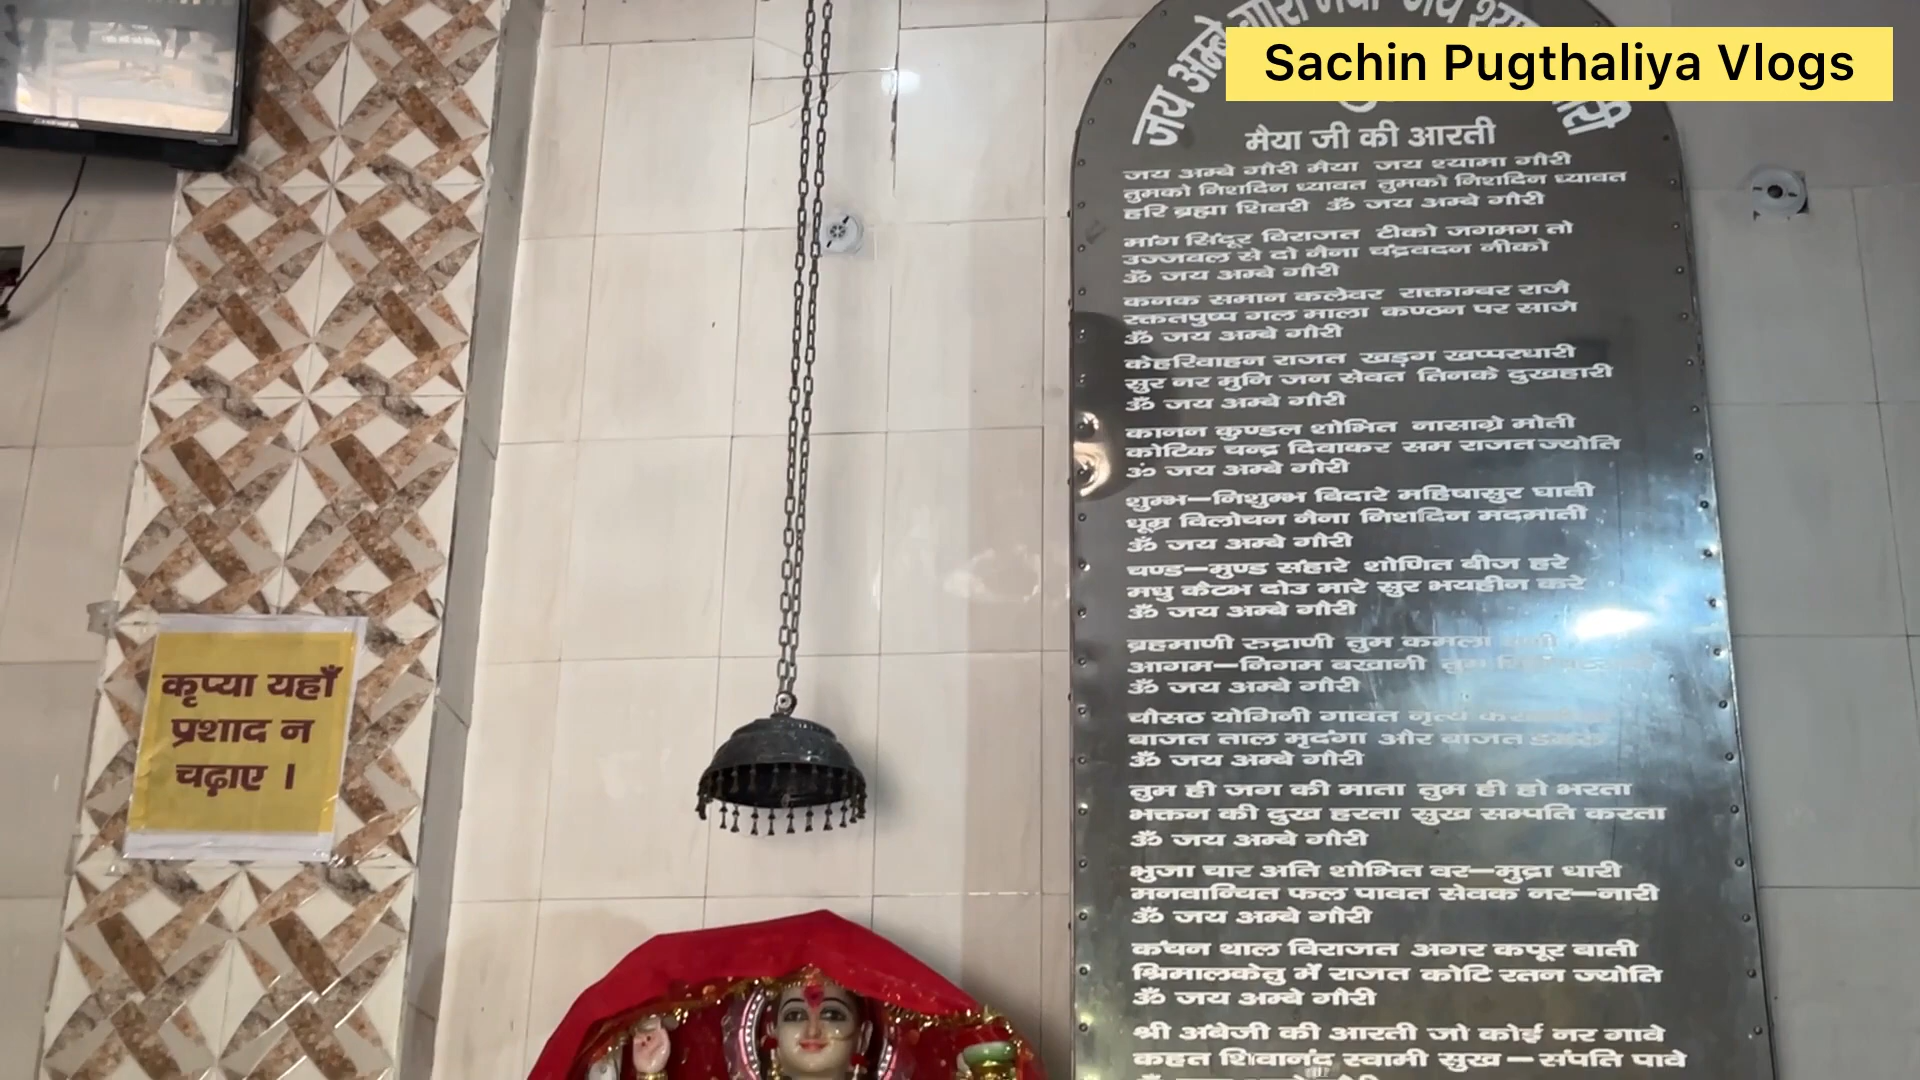 Sachin Pugthaliya Vlogs
मैया जी की आरती
जय अम्बे गौरी मैया जय श्यामा गौरी
तुमको निशदिन ध्यावत तुमको निशदिन ध्यावत
हरि ब्रह्मा शिवरी ॐ जय अम्बे गौरी
मांग सिंदूर विराजत टीको जगमग तो
उज्जवल से दो नैना चंद्रवदन नीको
ॐ जय अम्बे गौरी
कनक समान कलेवर राक्ताम्बर राजै
रक्तपुष्प गल माला कण्ठन पर साजे
ॐ जय अम्बे गौरी
केहरिवाहन राजत खड़ग खप्परधारी
सुर नर मुनि जन सेवत तिनके दुखहारी
ॐ जय अम्बे गौरी
कानन कुण्डल शोभित नासाग्रे मोती
कोटिक चन्द्र दिवाकर सम राजत ज्योति
ॐ जय अम्बे गौरी
शुम्भ—निशुम्भ बिदारे महिषासुर घाती
धूम्र विलोचन नैना निशदिन मदमाती
ॐ जय अम्बे गौरी
चण्ड—मुण्ड संहारे शोणित बीज हरे
मधु कैटभ दोउ मारे सुर भयहीन करे
ॐ जय अम्बे गौरी
ब्रहमाणी रुद्राणी तुम कमला
आगम—निगम बखानी तुम
ॐ जय अम्बे गौरी
चौसठ योगिनी गावत नृत्य
बाजत ताल मृदंगा और बाजत
ॐ जय अम्बे गौरी
तुम ही जग की माता तुम ही हो भरता
भक्तन की दुख हरता सुख सम्पति करता
ॐ जय अम्बे गौरी
भुजा चार अति शोभित वर—मुद्रा धारी
मनवान्चित फल पावत सेवक नर—नारी
ॐ जय अम्बे गौरी
कंचन थाल विराजत अगर कपूर बाती
श्रिमालकेतु में राजत कोटि रतन ज्योति
ॐ जय अम्बे गौरी
श्री अंबेजी की आरती जो कोई नर गावे
कहत शिवानंद स्वामी सुख—संपति पावे
कृप्या यहाँ
प्रशाद न
चढ़ाए ।